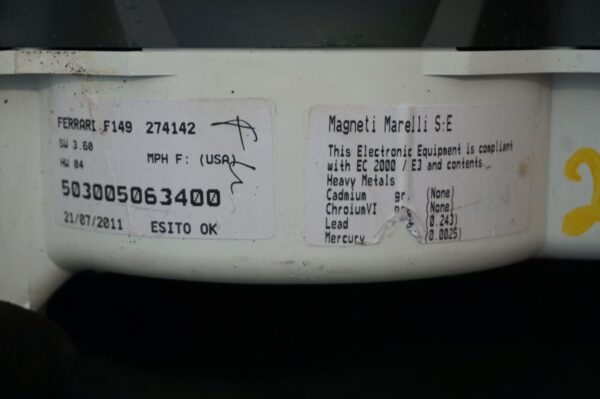 FERRARI F149 274142
SW 3.60
HW 04
MPH F: (USA)
503005063400
21/07/2011 ESITO OK
Magneti Marelli S:E
This Electronic Equipment is compliant
with EC 2000 / E3 and contents
Heavy Metals
Cadmium gr. (None)
ChroiumVI (None)
Lead (0.243)
Mercury (0.0025)
2